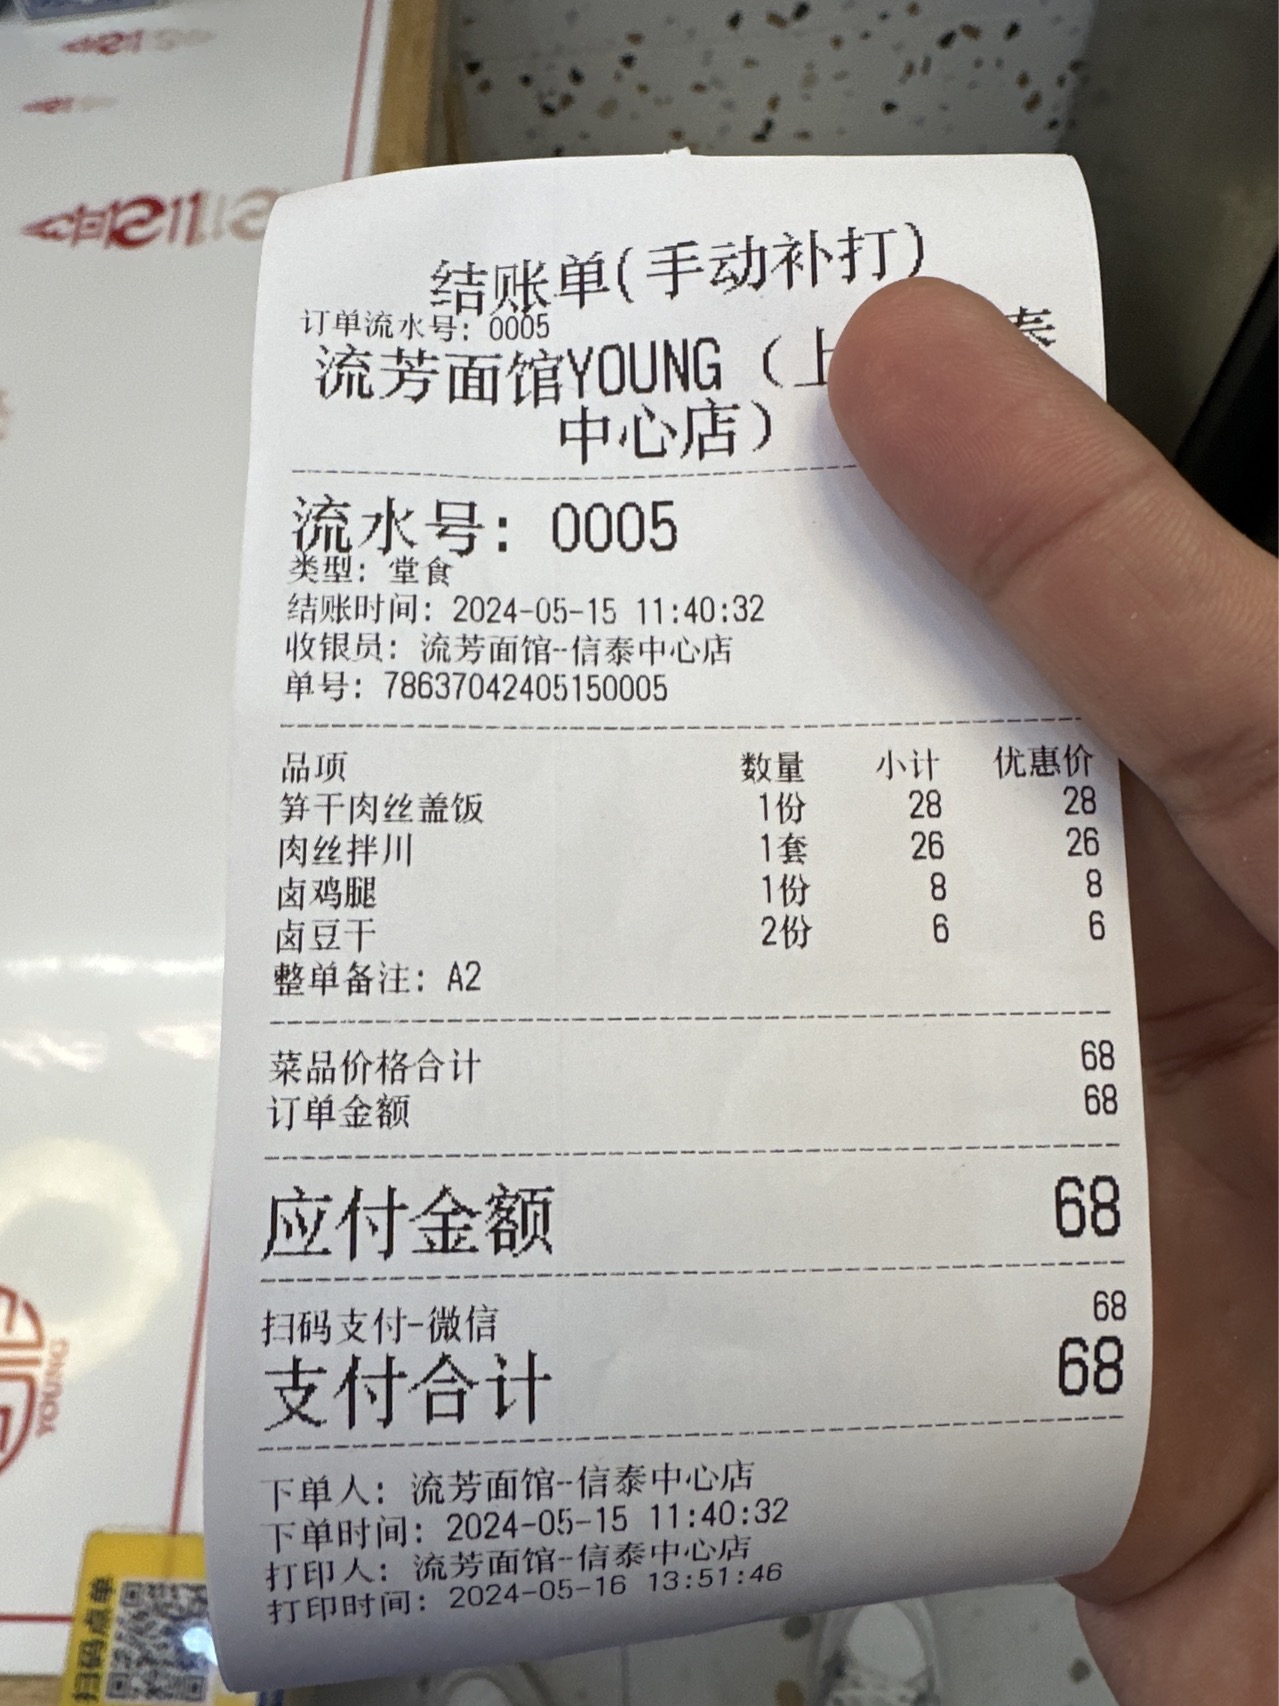 结账单(手动补打)
订单流水号: 0005
流芳面馆YOUNG (上 泰
中心店)
流水号: 0005
类型: 堂食
结账时间: 2024-05-15 11:40:32
收银员: 流芳面馆--信泰中心店
单号: 78637042405150005
品项 数量 小计 优惠价
笋干肉丝盖饭 1份 28 28
肉丝拌川 1套 26 26
卤鸡腿 1份 8 8
卤豆干 2份 6 6
整单备注: A2
菜品价格合计 68
订单金额 68
应付金额 68
扫码支付-微信 68
支付合计 68
下单人: 流芳面馆--信泰中心店
下单时间: 2024-05-15 11:40:32
打印人: 流芳面馆--信泰中心店
打印时间: 2024-05-16 13:51:46
YOUNG
扫码点单